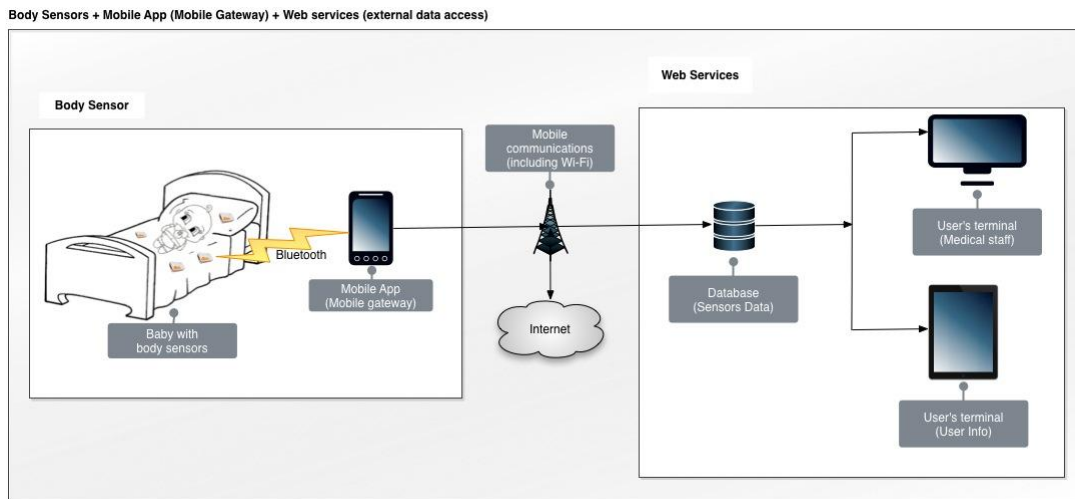 Body Sensors + Mobile App (Mobile Gateway) + Web services (external data access)
Body Sensor
Web Services
Mobile
communications
(including Wi-Fi)
Bluetooth
Mobile App
(Mobile gateway)
Baby with
body sensors
Internet
Database
(Sensors Data)
User's terminal
(Medical staff)
User's terminal
(User Info)